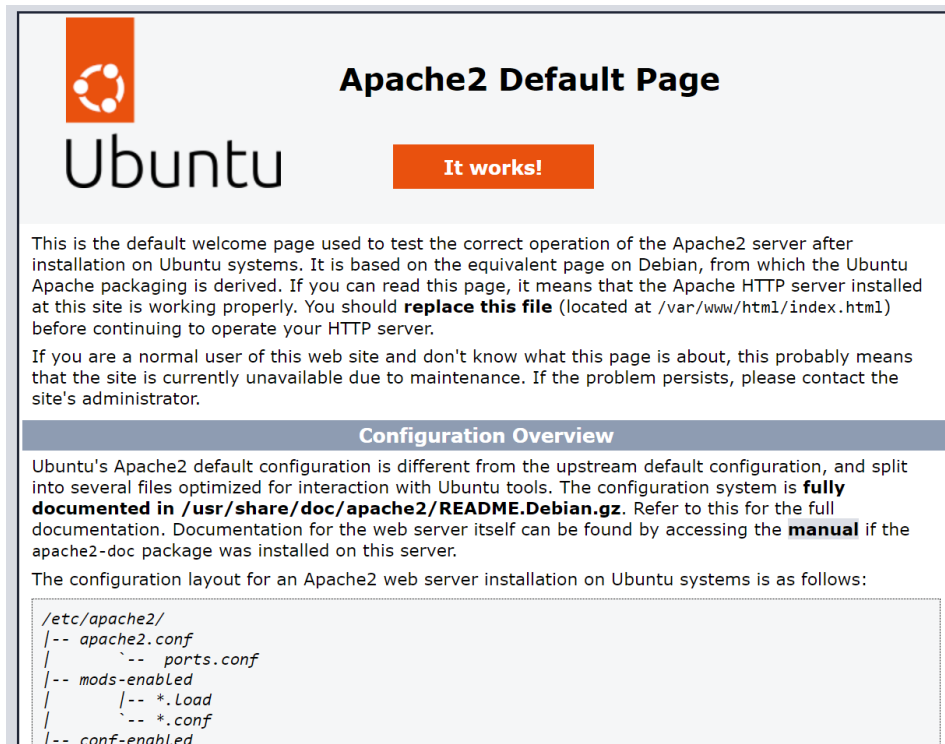 Ubuntu
Apache2 Default Page
It works!
This is the default welcome page used to test the correct operation of the Apache2 server after
installation on Ubuntu systems. It is based on the equivalent page on Debian, from which the Ubuntu
Apache packaging is derived. If you can read this page, it means that the Apache HTTP server installed
at this site is working properly. You should replace this file (located at /var/www/html/index.html)
before continuing to operate your HTTP server.
If you are a normal user of this web site and don't know what this page is about, this probably means
that the site is currently unavailable due to maintenance. If the problem persists, please contact the
site's administrator.
Configuration Overview
Ubuntu's Apache2 default configuration is different from the upstream default configuration, and split
into several files optimized for interaction with Ubuntu tools. The configuration system is fully
documented in /usr/share/doc/apache2/README.Debian.gz. Refer to this for the full
documentation. Documentation for the web server itself can be found by accessing the manual if the
apache2-doc package was installed on this server.
The configuration layout for an Apache2 web server installation on Ubuntu systems is as follows:
/etc/apache2/
|-- apache2.conf
|       `--  ports.conf
|-- mods-enabled
|       |-- *.load
|       `-- *.conf
|-- conf-enabled